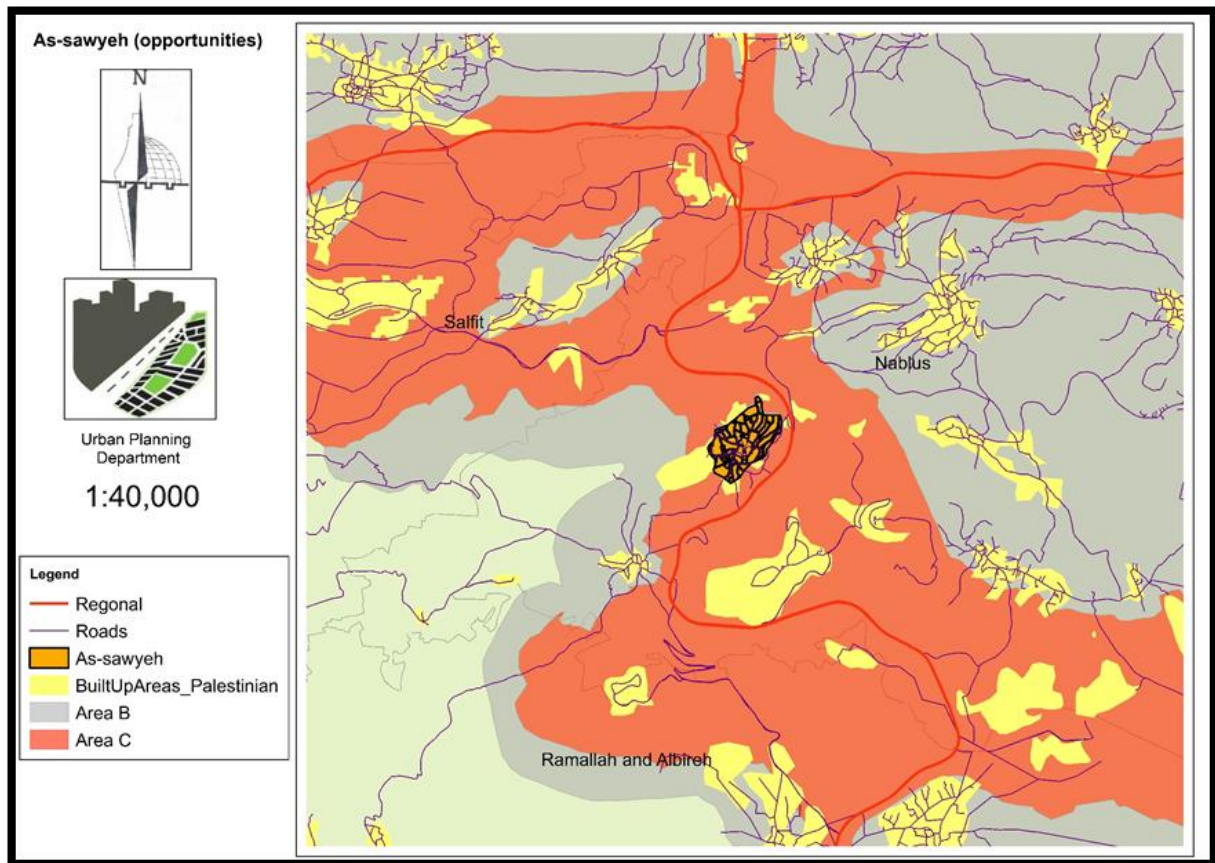 As-sawyeh (opportunities)
N
Urban Planning
Department
1:40,000
Legend
Regonal
Roads
As-sawyeh
BuiltUpAreas_Palestinian
Area B
Area C
Salfit
Nablus
Ramallah and Albireh